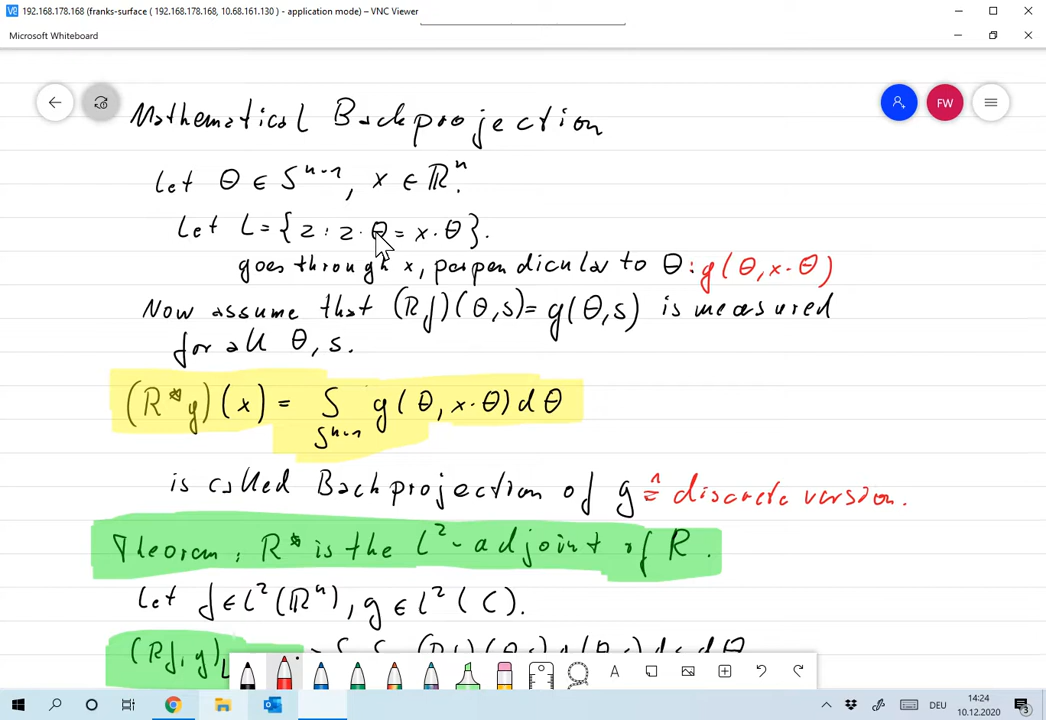 192.168.178.168 (franks-surface ( 192.168.178.168, 10.68.161.130) - application mode) - VNC Viewer
Microsoft Whiteboard
FW
Mathematical Backprojection
Let θ ∈ S^{n-1}, x ∈ ℝ^n.
Let L = {z : z · θ = x · θ}.
goes through x, perpendicular to θ: g(θ, x·θ)
Now assume that (Rf)(θ,s) = g(θ,s) is measured
for all θ, s.
(R*g)(x) = ∫_{S^{n-1}} g(θ, x·θ) dθ
is called Backprojection of g ≙ discrete version.
Theorem: R* is the L²-adjoint of R.
Let f ∈ L²(ℝ^n), g ∈ L²(C).
(Rf, g)
A
DEU
14:24
10.12.2020
3